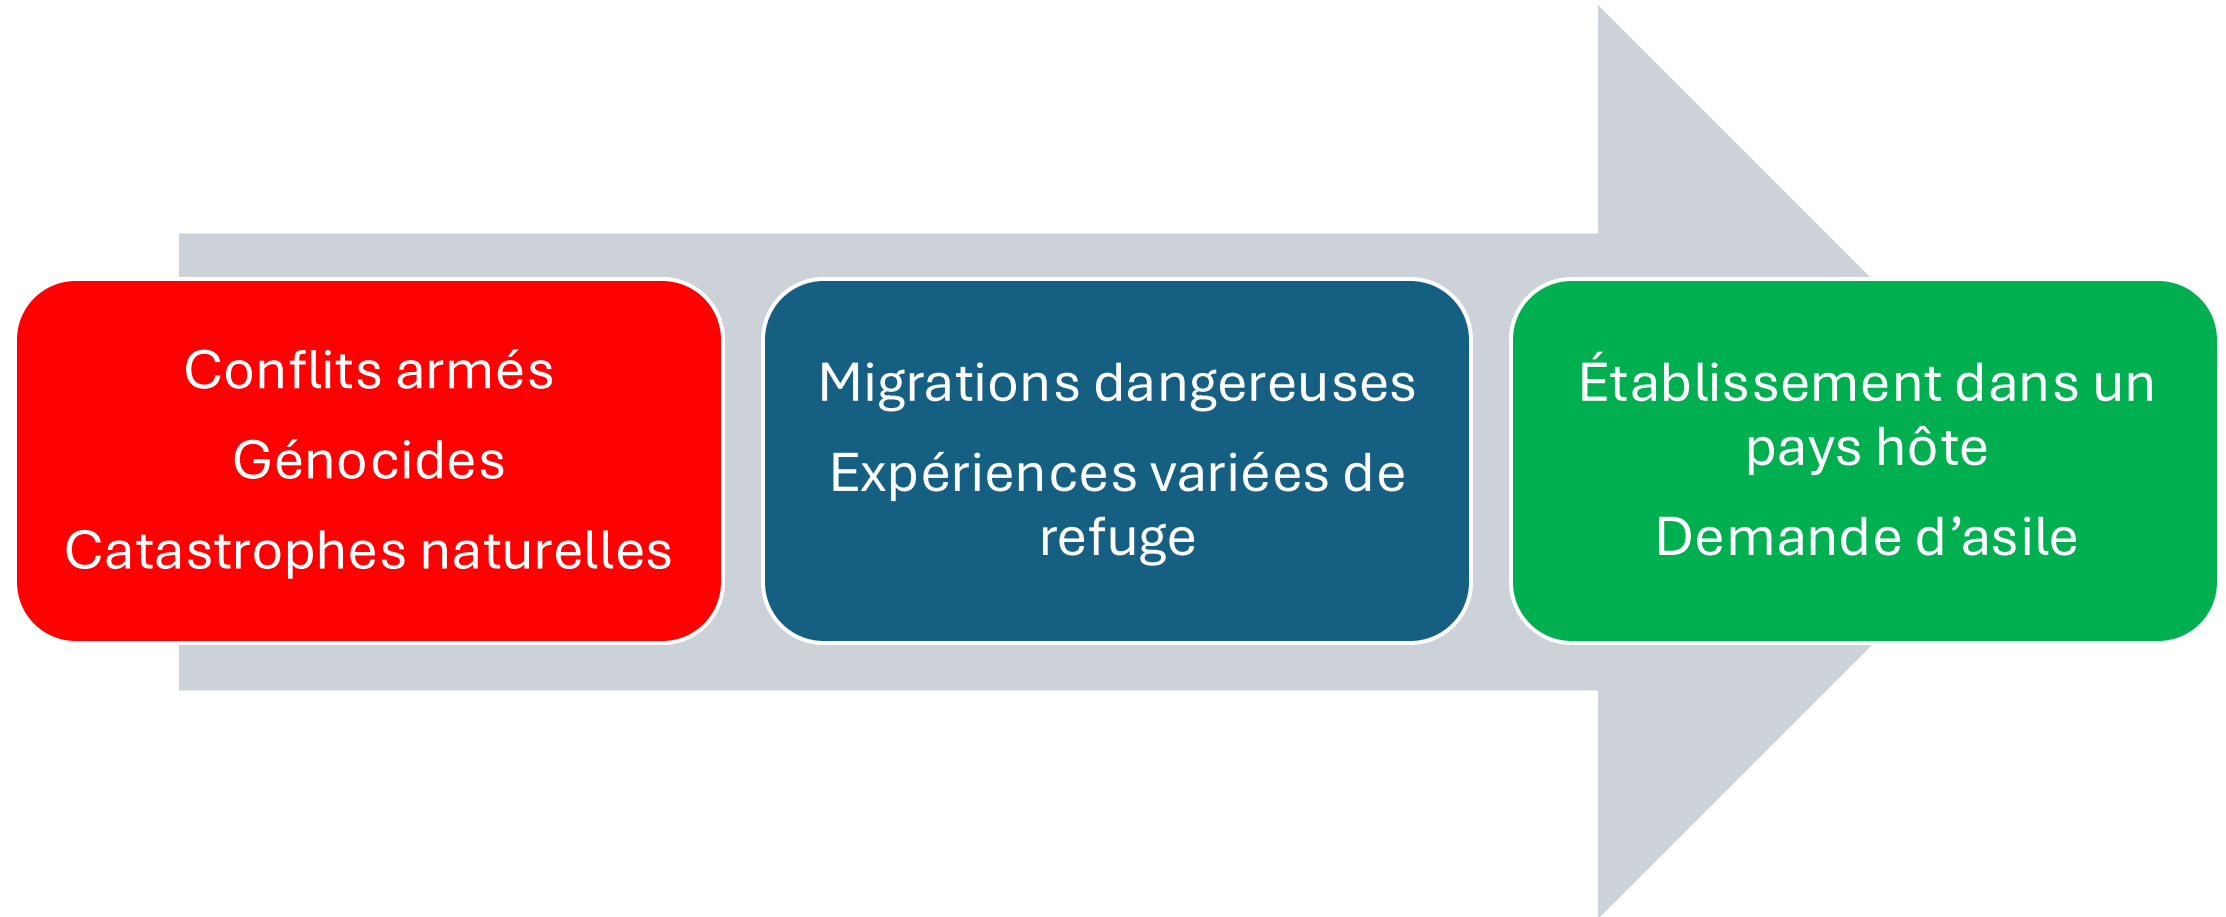 Conflits armés
Génocides
Catastrophes naturelles
Migrations dangereuses
Expériences variées de
refuge
Établissement dans un
pays hôte
Demande d’asile